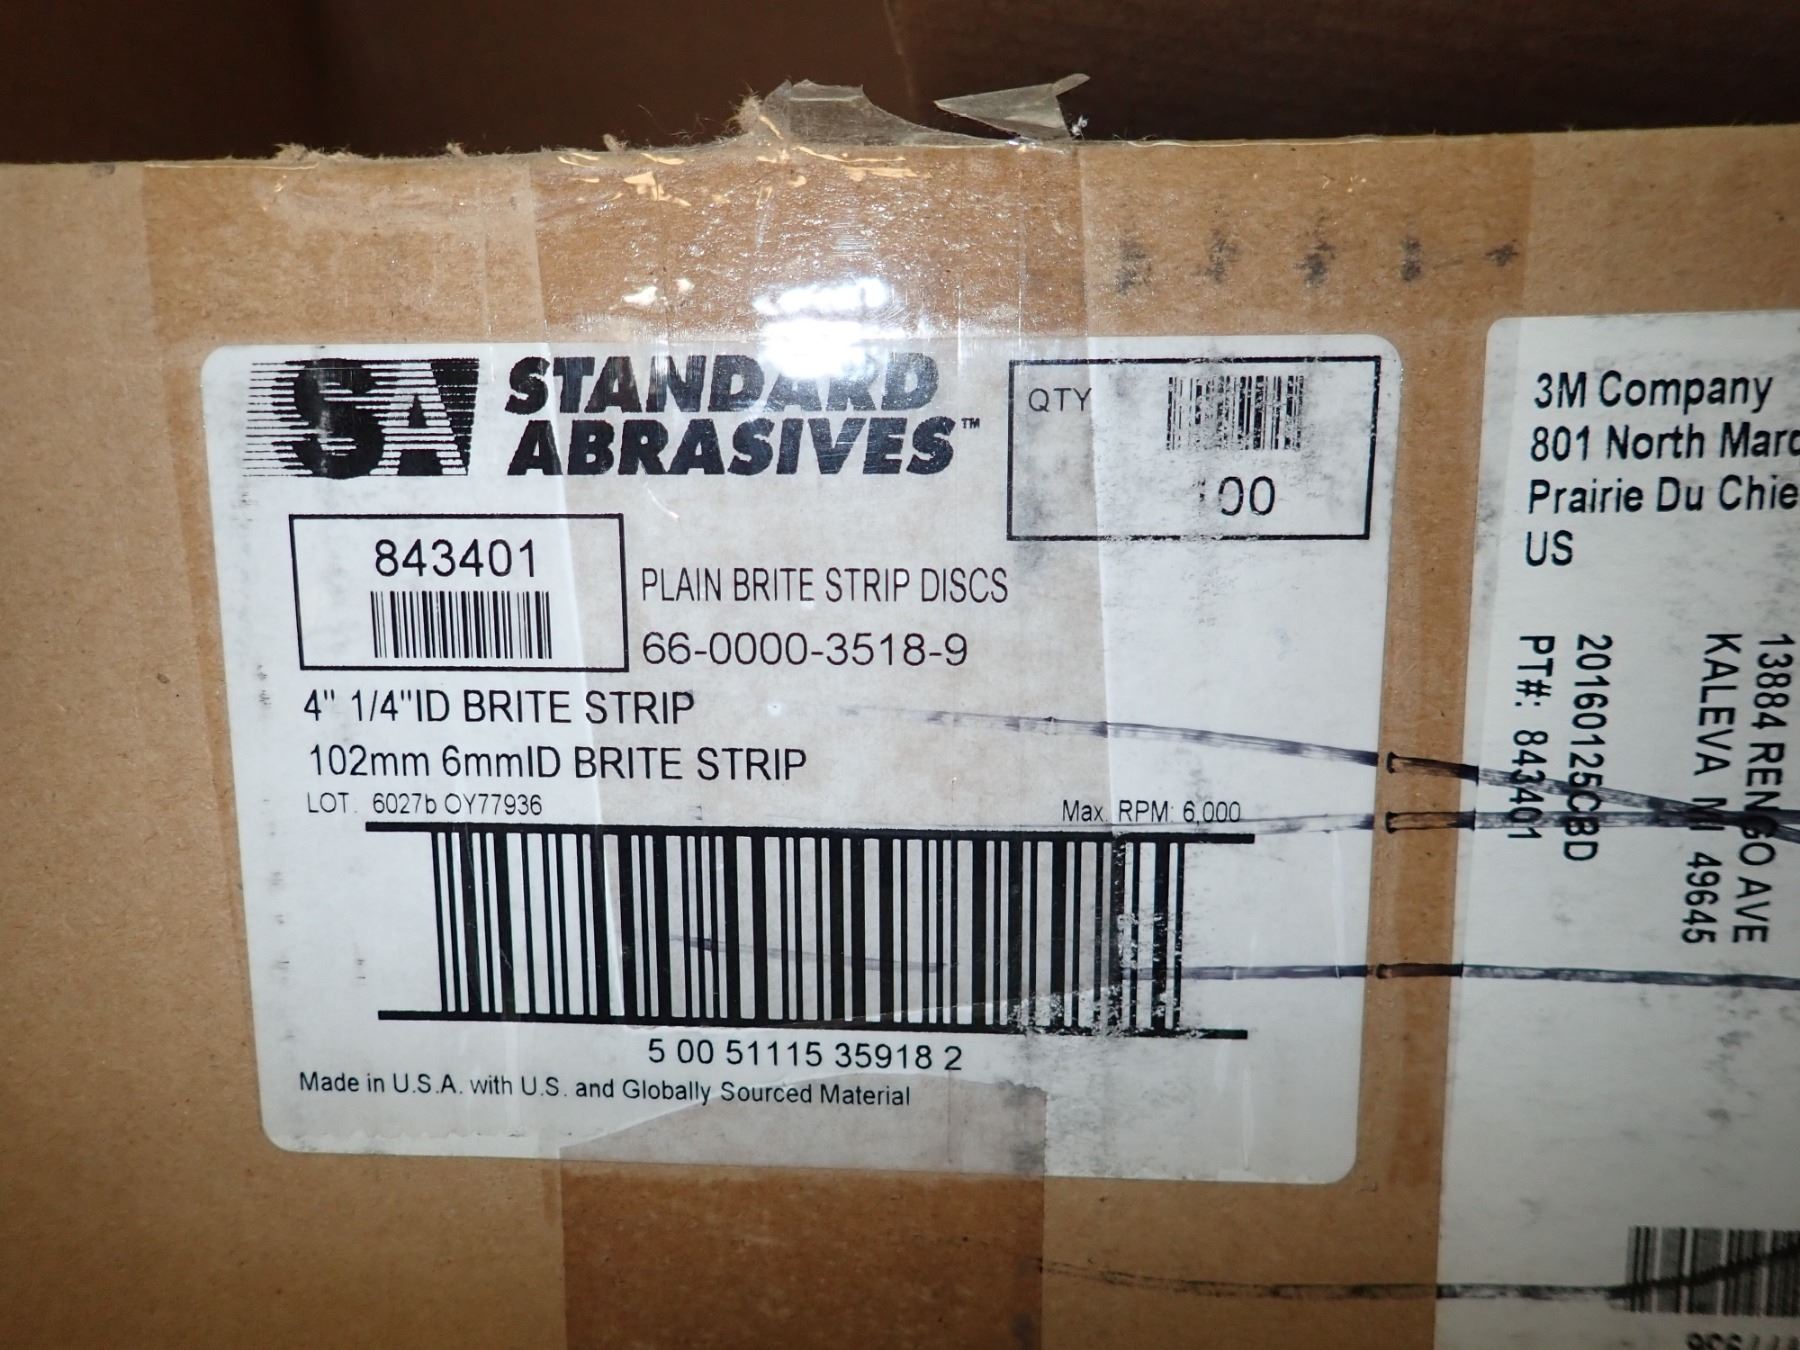 SA STANDARD
ABRASIVES™
QTY
00
843401
PLAIN BRITE STRIP DISCS
66-0000-3518-9
4" 1/4"ID BRITE STRIP
102mm 6mmID BRITE STRIP
LOT: 6027b OY77936
Max. RPM: 6,000
5 00 51115 35918 2
Made in U.S.A. with U.S. and Globally Sourced Material
3M Company
801 North Marq
Prairie Du Chie
US
13884 RENGO AVE
KALEVA MI 49645
20160125CBD
PT#: 843401